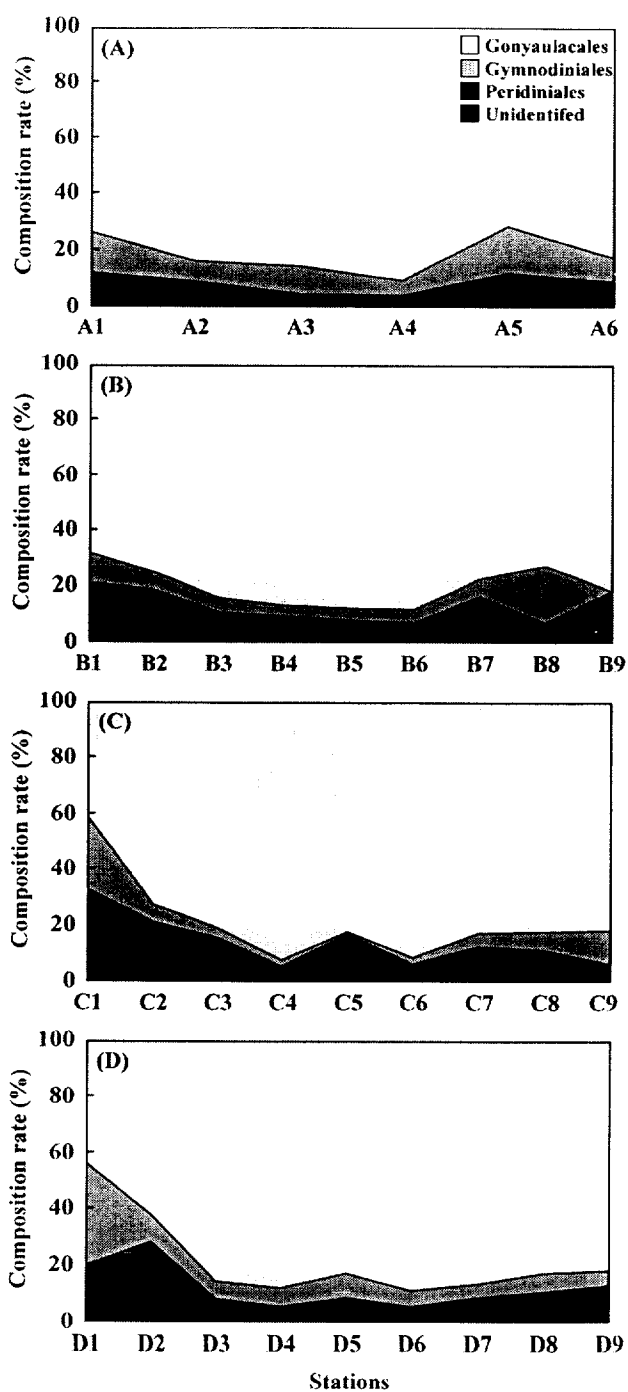 (A)
Gonyaulacales
Gymnodiniales
Peridiniales
Unidentifed
Composition rate (%)
100
80
60
40
20
0
A1 A2 A3 A4 A5 A6
(B)
Composition rate (%)
100
80
60
40
20
0
B1 B2 B3 B4 B5 B6 B7 B8 B9
(C)
Composition rate (%)
100
80
60
40
20
0
C1 C2 C3 C4 C5 C6 C7 C8 C9
(D)
Composition rate (%)
100
80
60
40
20
0
D1 D2 D3 D4 D5 D6 D7 D8 D9
Stations